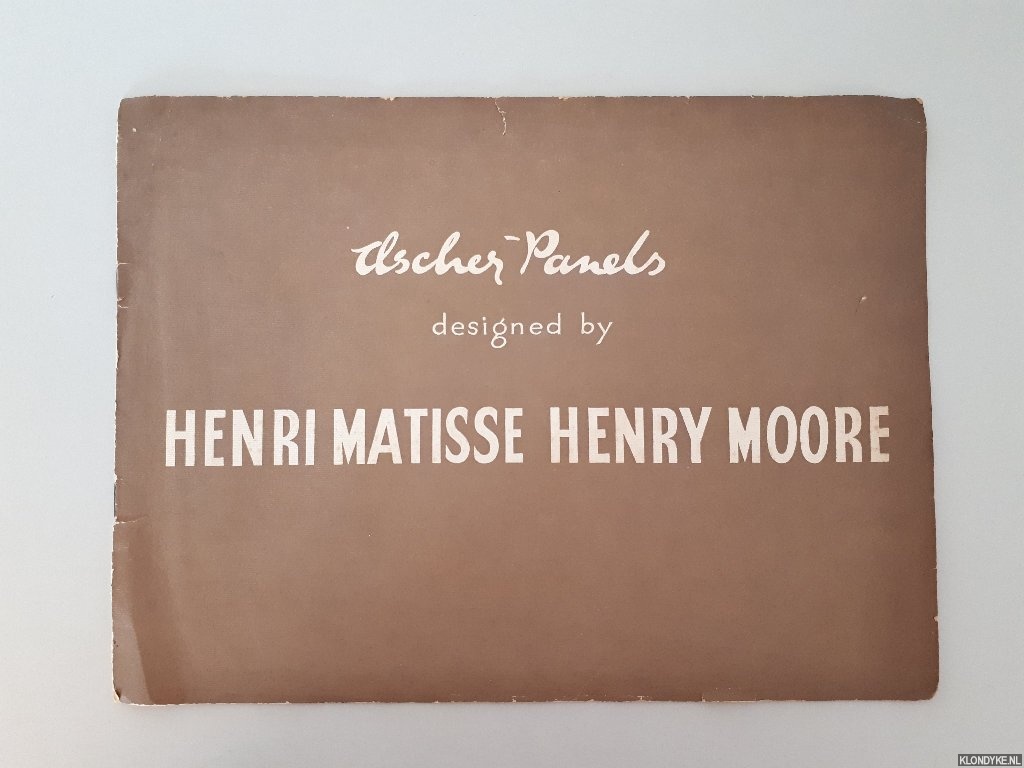 Ascher Panels
designed by
HENRI MATISSE HENRY MOORE
KLONDYKE.NL